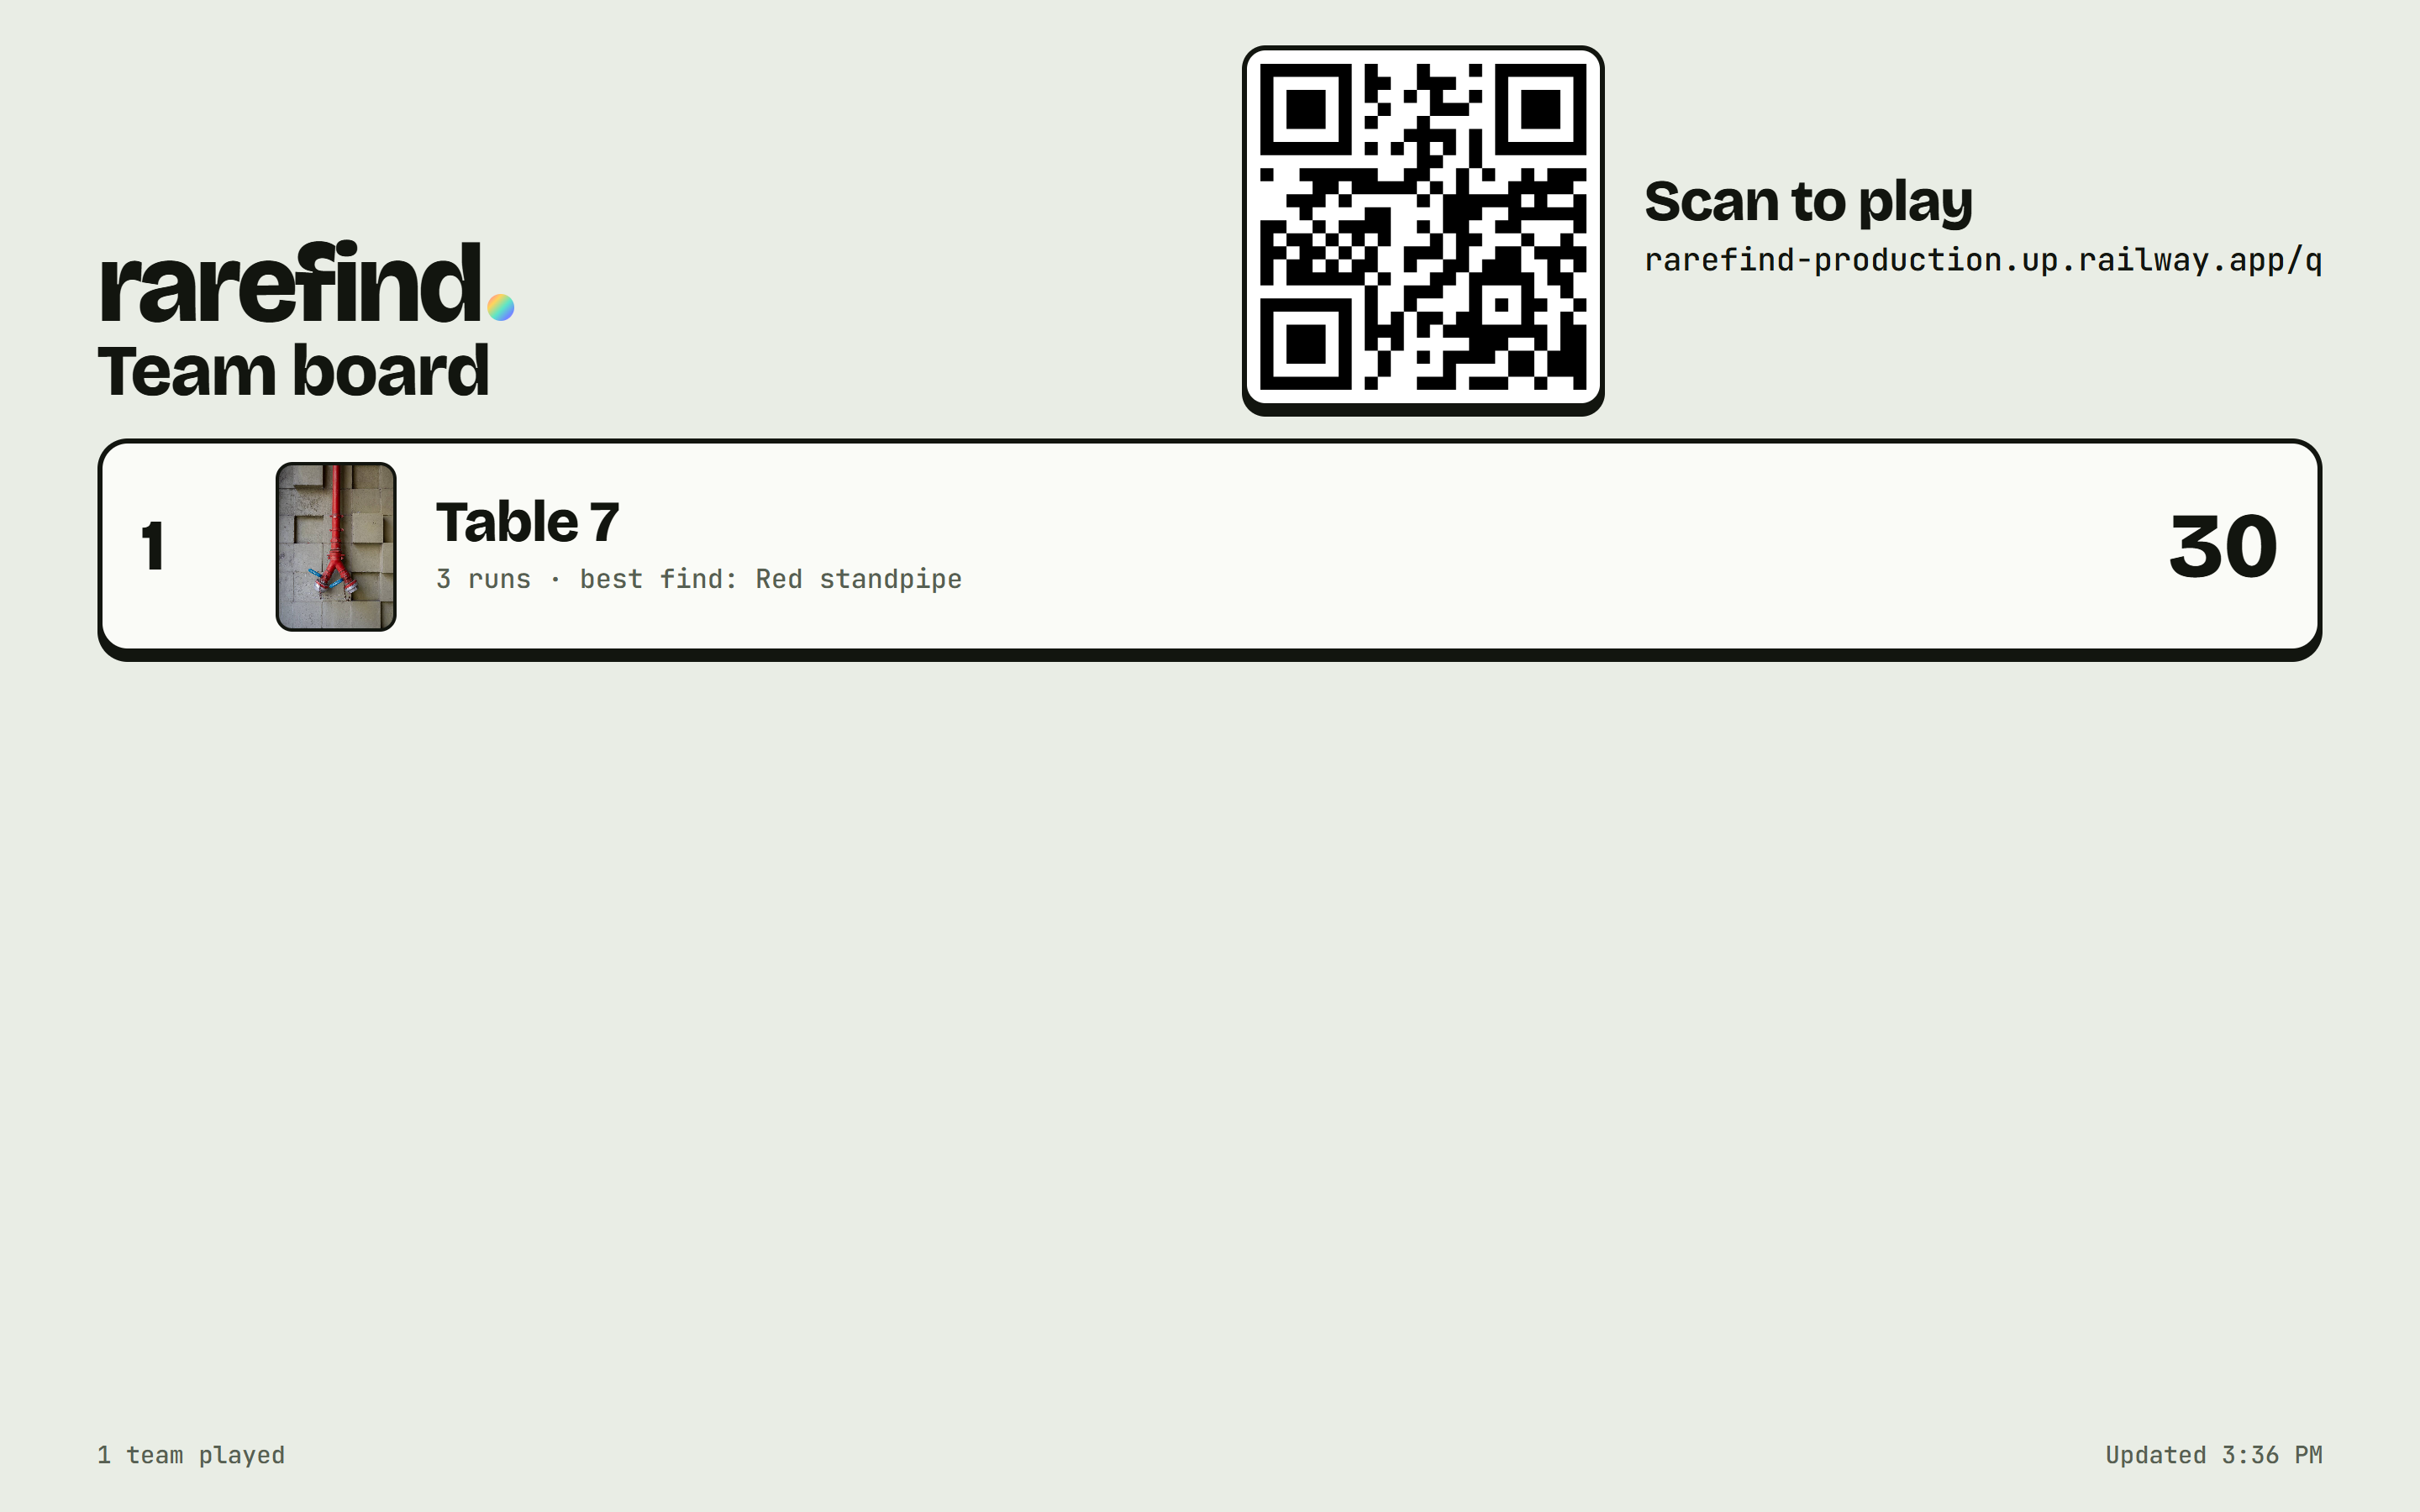 rarefind.
Team board
Scan to play
rarefind-production.up.railway.app/q
1
Table 7
3 runs · best find: Red standpipe
30
1 team played
Updated 3:36 PM